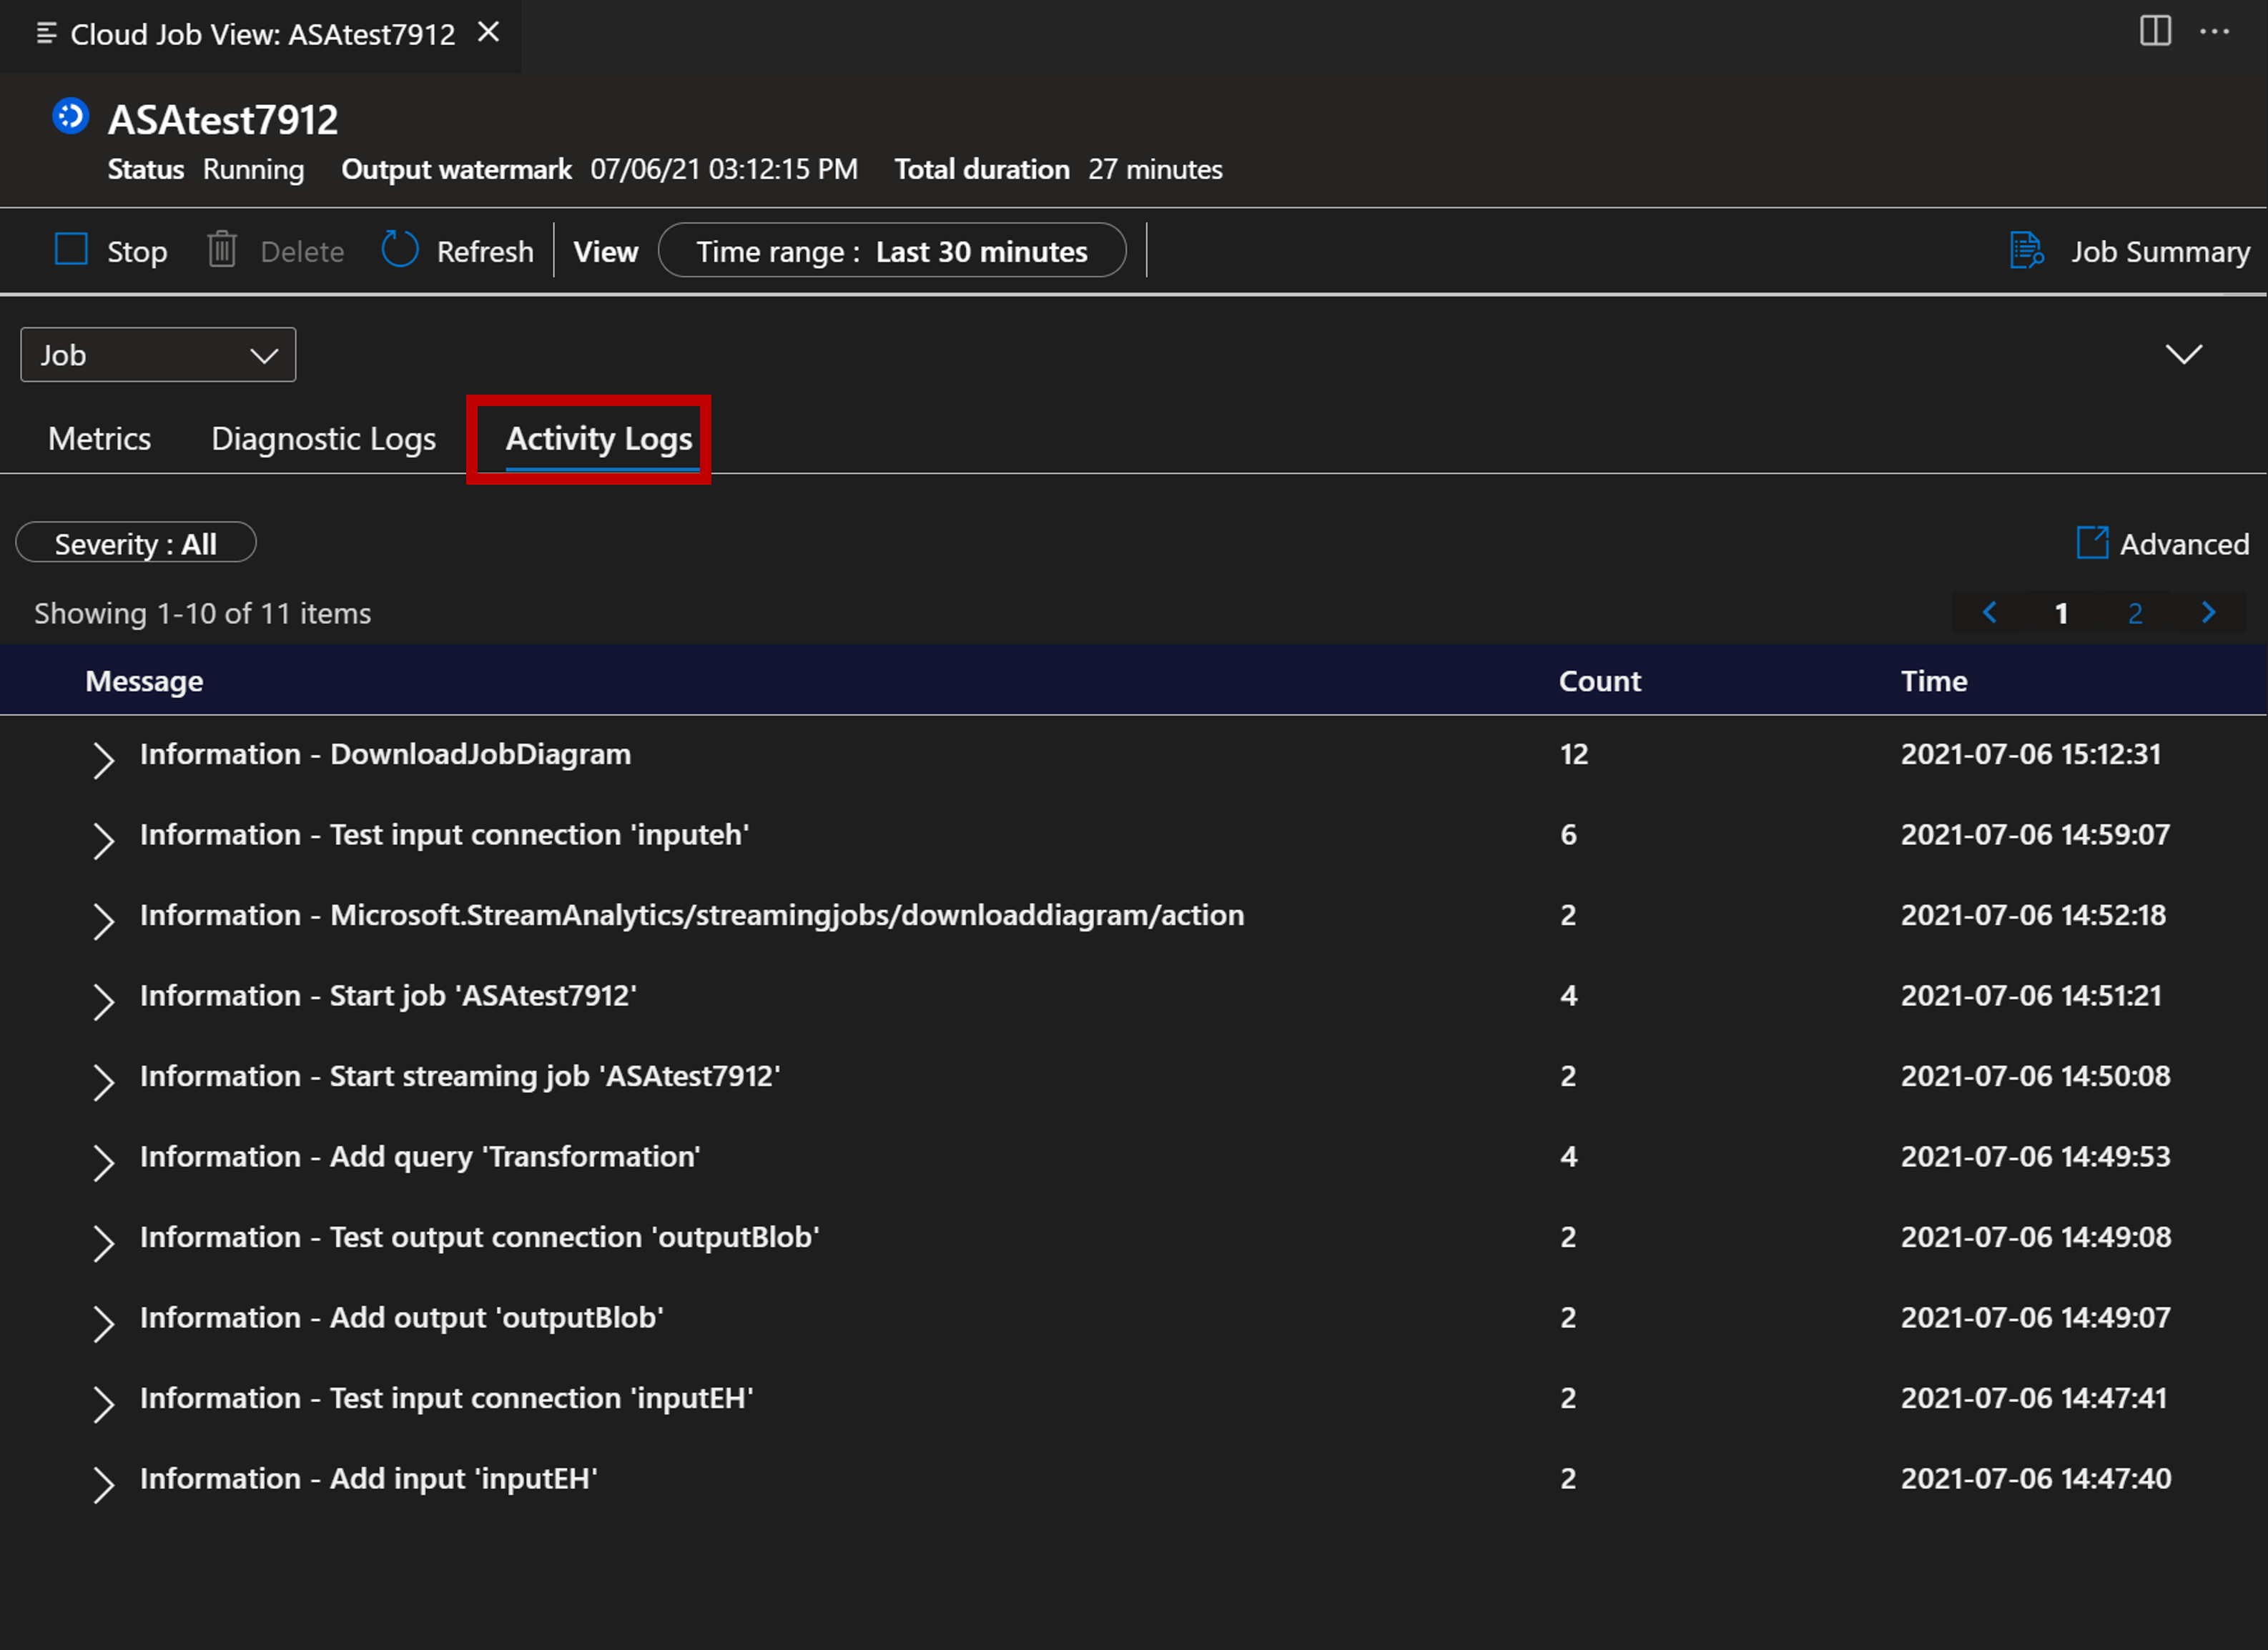 Cloud Job View: ASAtest7912
ASAtest7912
Status Running Output watermark 07/06/21 03:12:15 PM Total duration 27 minutes
Stop Delete Refresh View Time range : Last 30 minutes Job Summary
Job
Metrics Diagnostic Logs Activity Logs
Severity : All Advanced
Showing 1-10 of 11 items 1 2
Message Count Time
Information - DownloadJobDiagram 12 2021-07-06 15:12:31
Information - Test input connection 'inputeh' 6 2021-07-06 14:59:07
Information - Microsoft.StreamAnalytics/streamingjobs/downloaddiagram/action 2 2021-07-06 14:52:18
Information - Start job 'ASAtest7912' 4 2021-07-06 14:51:21
Information - Start streaming job 'ASAtest7912' 2 2021-07-06 14:50:08
Information - Add query 'Transformation' 4 2021-07-06 14:49:53
Information - Test output connection 'outputBlob' 2 2021-07-06 14:49:08
Information - Add output 'outputBlob' 2 2021-07-06 14:49:07
Information - Test input connection 'inputEH' 2 2021-07-06 14:47:41
Information - Add input 'inputEH' 2 2021-07-06 14:47:40